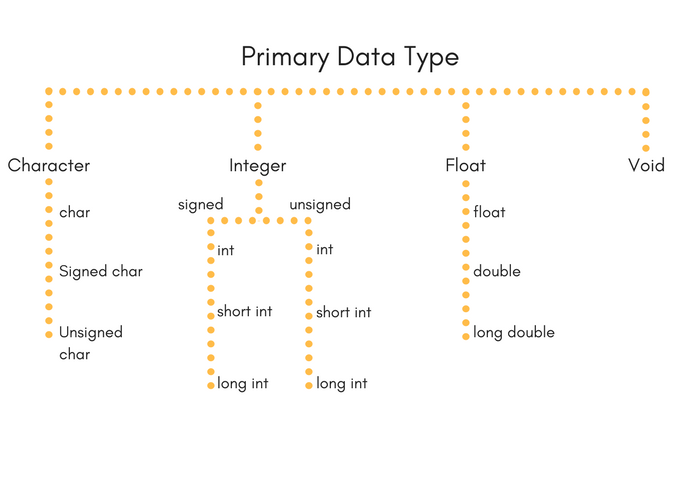 Primary Data Type
Character
Integer
Float
Void
char
Signed char
Unsigned
char
signed
unsigned
int
short int
long int
int
short int
long int
float
double
long double